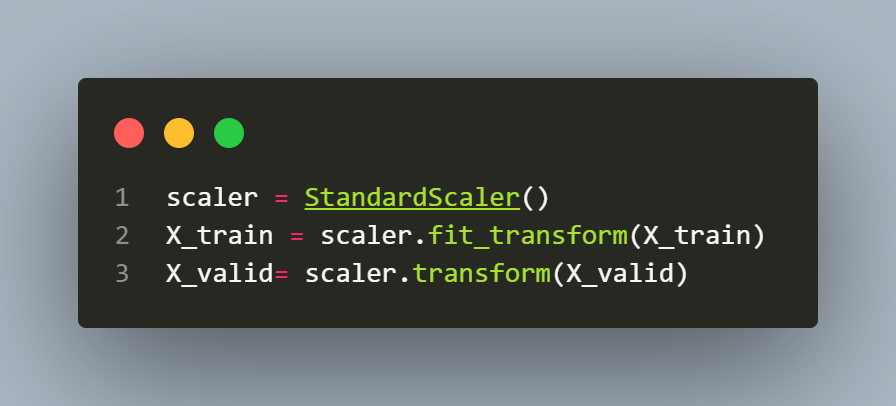 1 scaler = StandardScaler()
2 X_train = scaler.fit_transform(X_train)
3 X_valid= scaler.transform(X_valid)